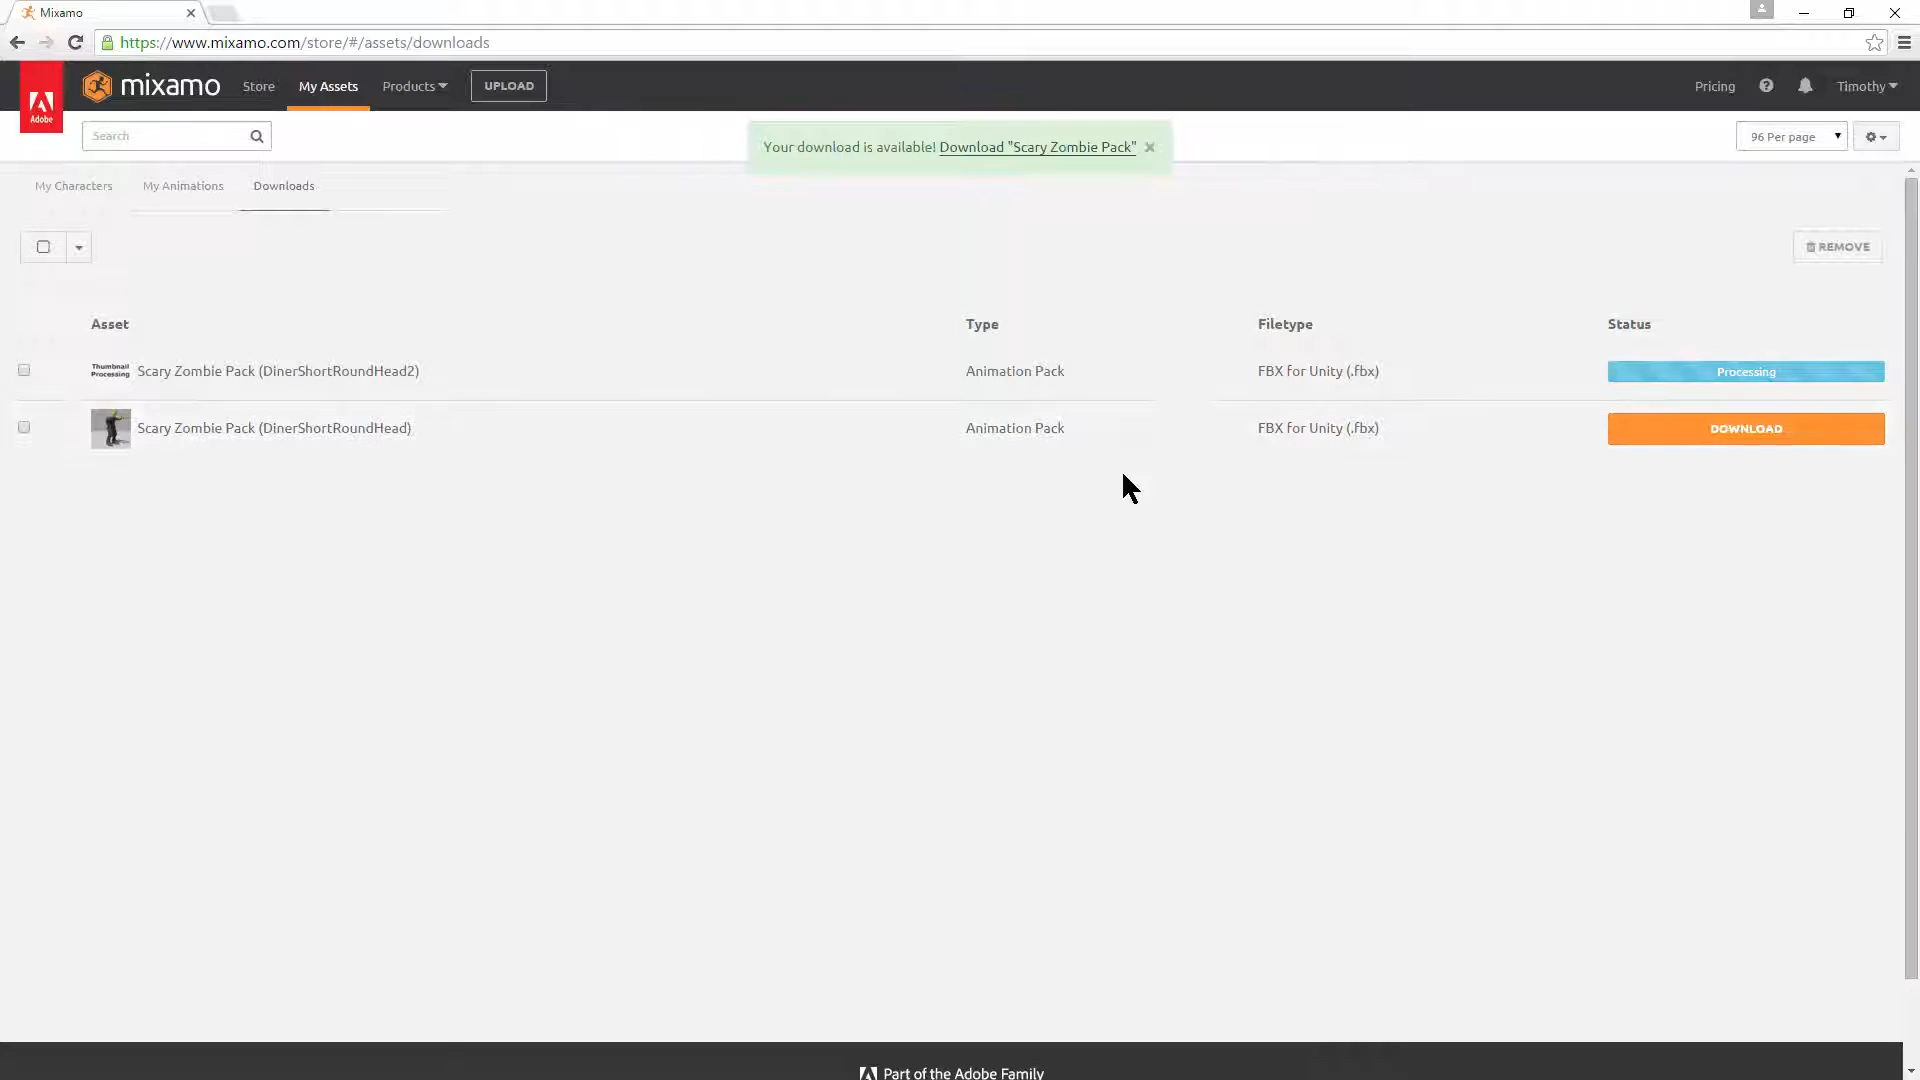 Mixamo
https://www.mixamo.com/store/#/assets/downloads
Adobe
mixamo
Store
My Assets
Products
UPLOAD
Pricing
Timothy
Search
Your download is available! Download "Scary Zombie Pack"
96 Per page
My Characters
My Animations
Downloads
REMOVE
Asset
Type
Filetype
Status
Thumbnail
Processing
Scary Zombie Pack (DinerShortRoundHead2)
Animation Pack
FBX for Unity (.fbx)
Processing
Scary Zombie Pack (DinerShortRoundHead)
Animation Pack
FBX for Unity (.fbx)
DOWNLOAD
Part of the Adobe Family